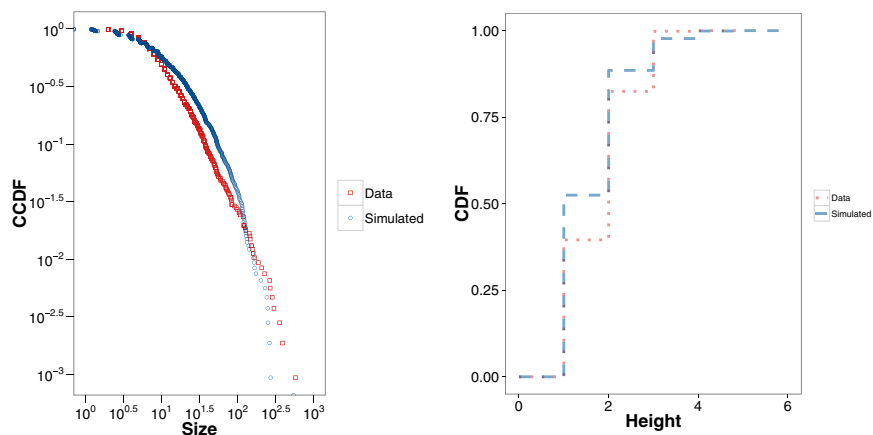 CCDF
10^0
10^-0.5
10^-1
10^-1.5
10^-2
10^-2.5
10^-3
10^0 10^0.5 10^1 10^1.5 10^2 10^2.5 10^3
Size
Data
Simulated
CDF
1.00
0.75
0.50
0.25
0.00
0 2 4 6
Height
Data
Simulated